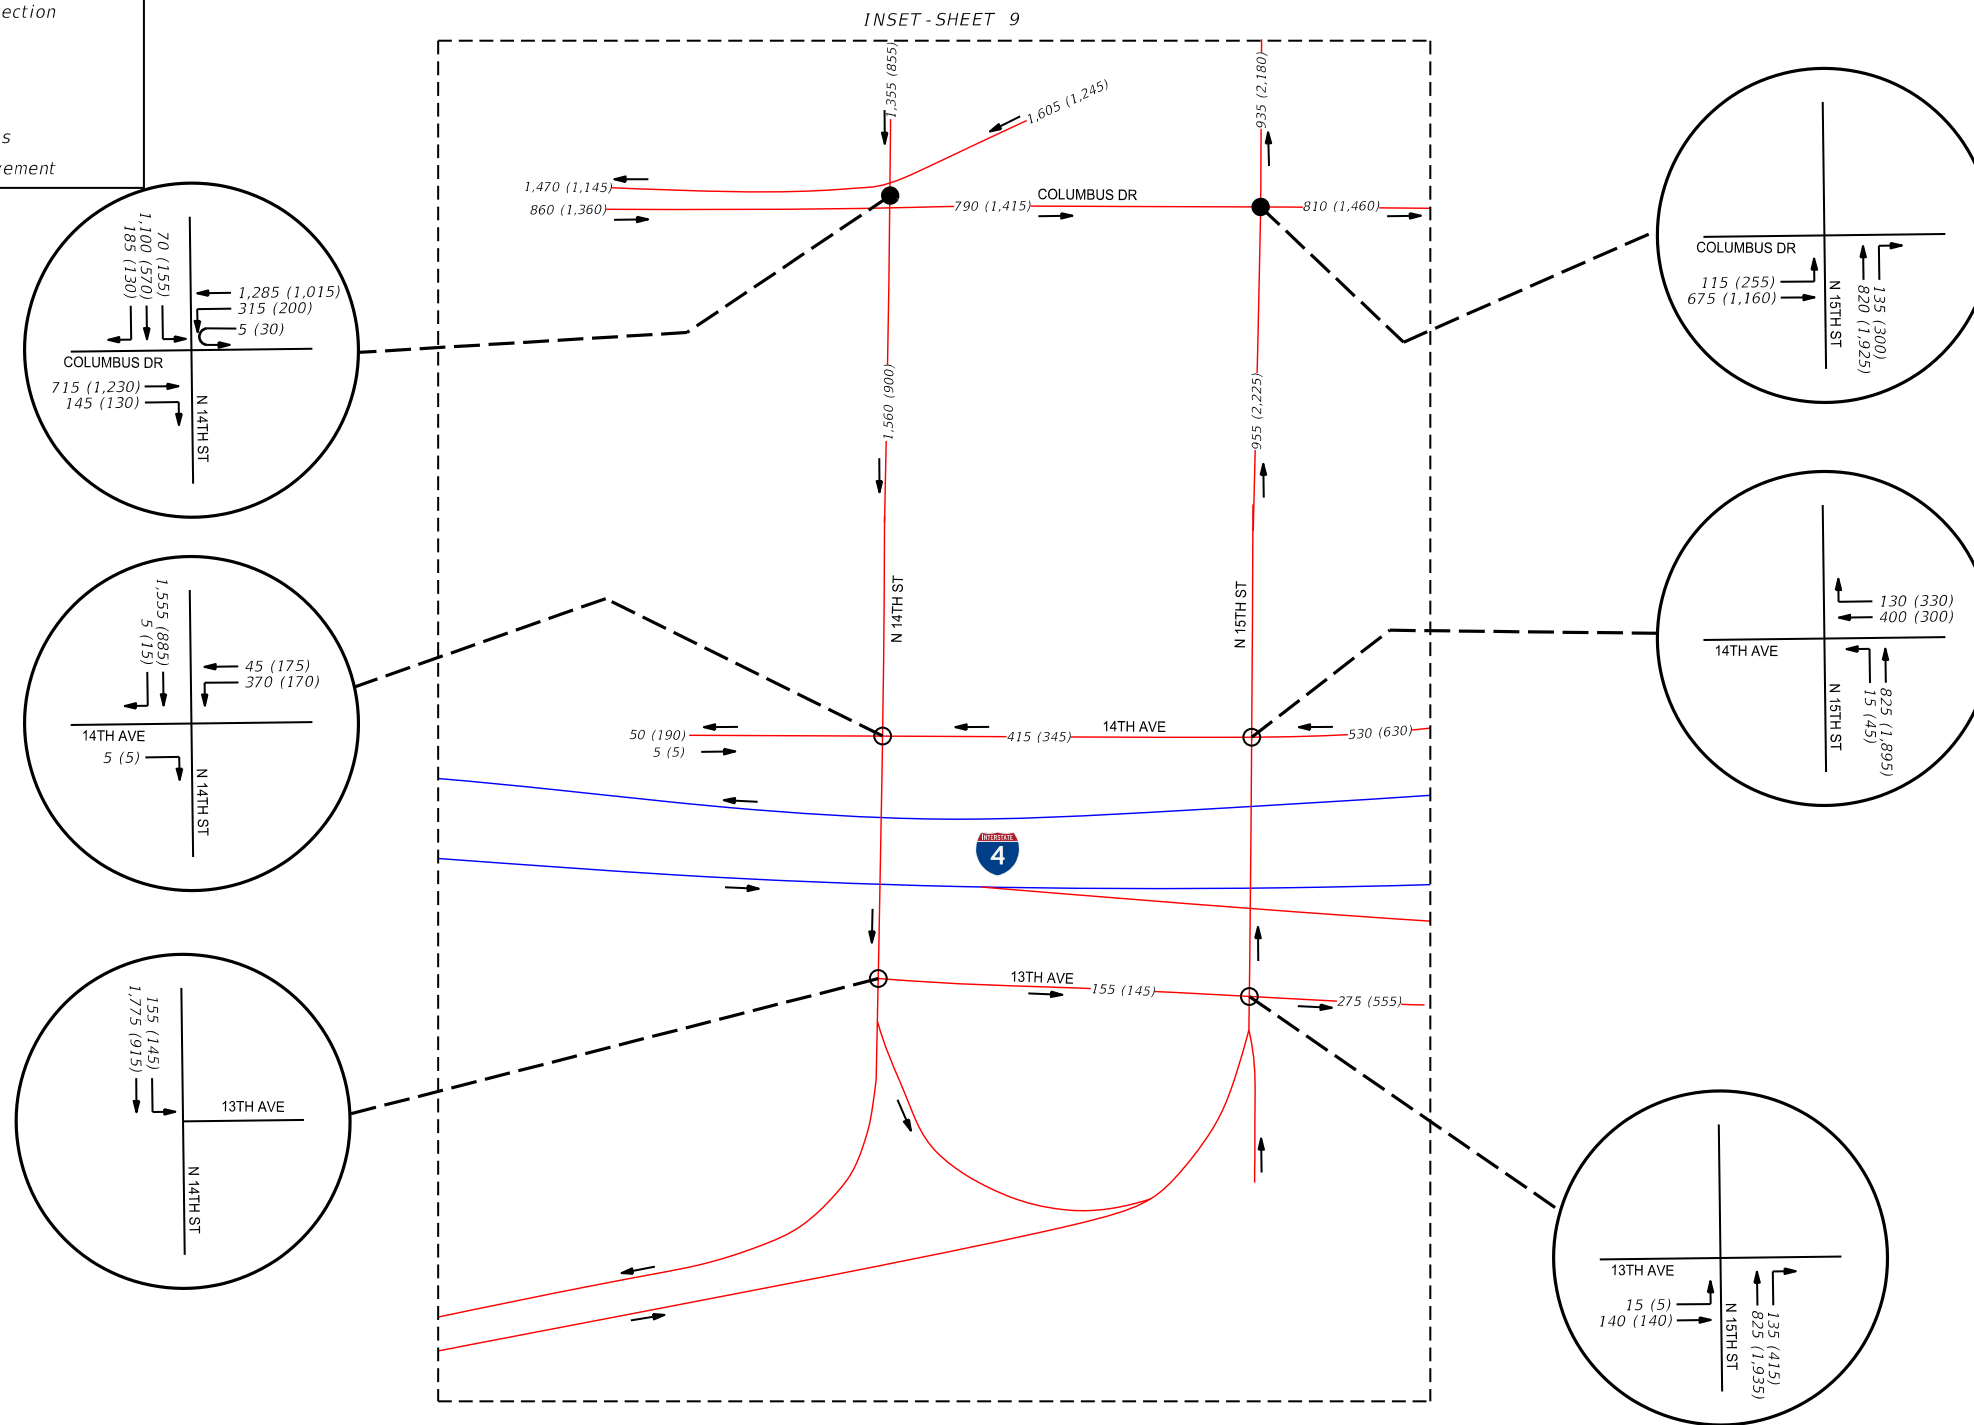 ection
s
ement
INSET-SHEET 9
1,355 (855)
1,605 (1,245)
935 (2,180)
1,470 (1,145)
860 (1,360)
790 (1,415)
COLUMBUS DR
810 (1,460)
1,560 (900)
955 (2,225)
N 14TH ST
N 15TH ST
50 (190)
5 (5)
415 (345)
14TH AVE
530 (630)
INTERSTATE
4
13TH AVE
155 (145)
275 (555)
185 (130)
1,100 (570)
70 (155)
1,285 (1,015)
315 (200)
5 (30)
COLUMBUS DR
715 (1,230)
145 (130)
N 14TH ST
5 (15)
1,555 (885)
45 (175)
370 (170)
14TH AVE
5 (5)
N 14TH ST
1,775 (915)
155 (145)
13TH AVE
N 14TH ST
COLUMBUS DR
115 (255)
675 (1,160)
N 15TH ST
820 (1,925)
135 (300)
130 (330)
400 (300)
14TH AVE
N 15TH ST
15 (45)
825 (1,895)
13TH AVE
15 (5)
140 (140)
N 15TH ST
825 (1,935)
135 (415)